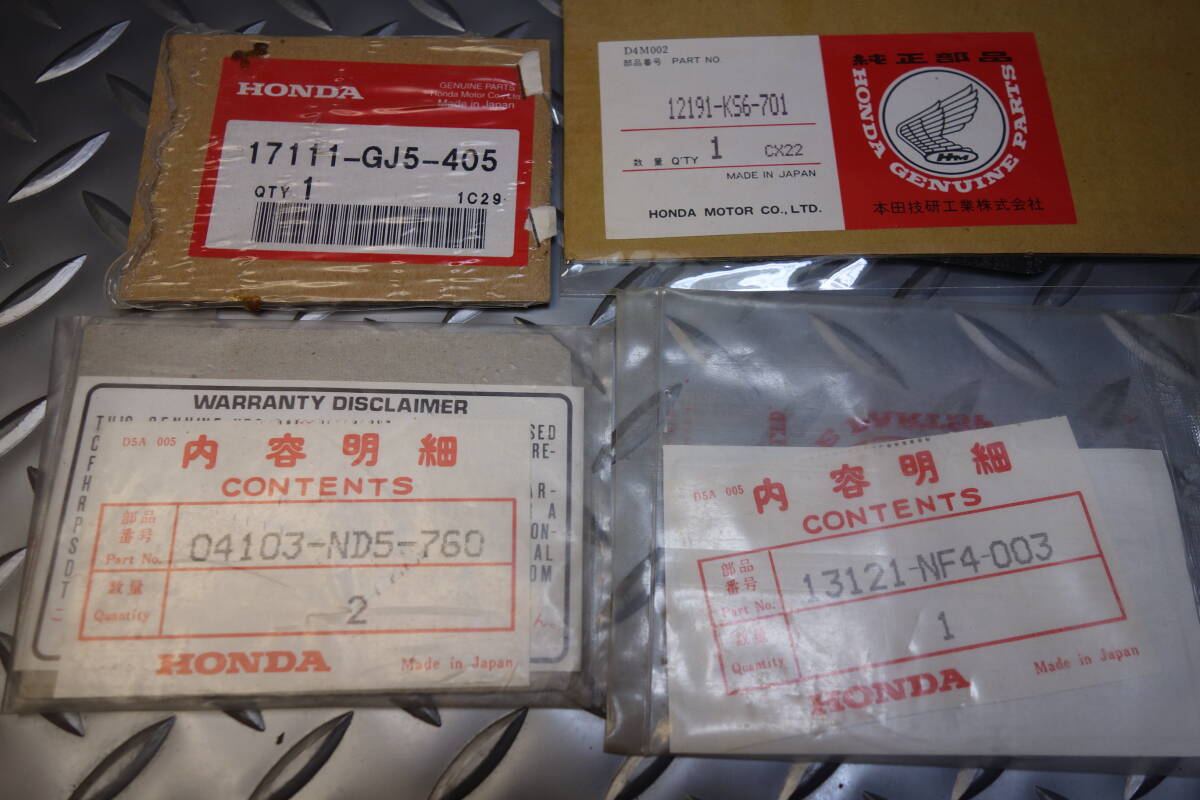 HONDA
GENUINE PARTS
Honda Motor Co., Ltd.
Made in Japan
17111-GJ5-405
QTY 1
1C29
D4M002
部品番号 PART NO.
12191-KS6-701
数量 Q'TY 1 CX22
MADE IN JAPAN
HONDA MOTOR CO., LTD.
純正部品
HONDA GENUINE PARTS
HM
本田技研工業株式会社
WARRANTY DISCLAIMER
D5A 005
内容明細
CONTENTS
部品
番号
Part No.
04103-ND5-760
数量
Quantity
2
HONDA
Made in Japan
D5A 005
内容明細
CONTENTS
部品
番号
Part No.
13121-NF4-003
数量
Quantity
1
HONDA
Made in Japan